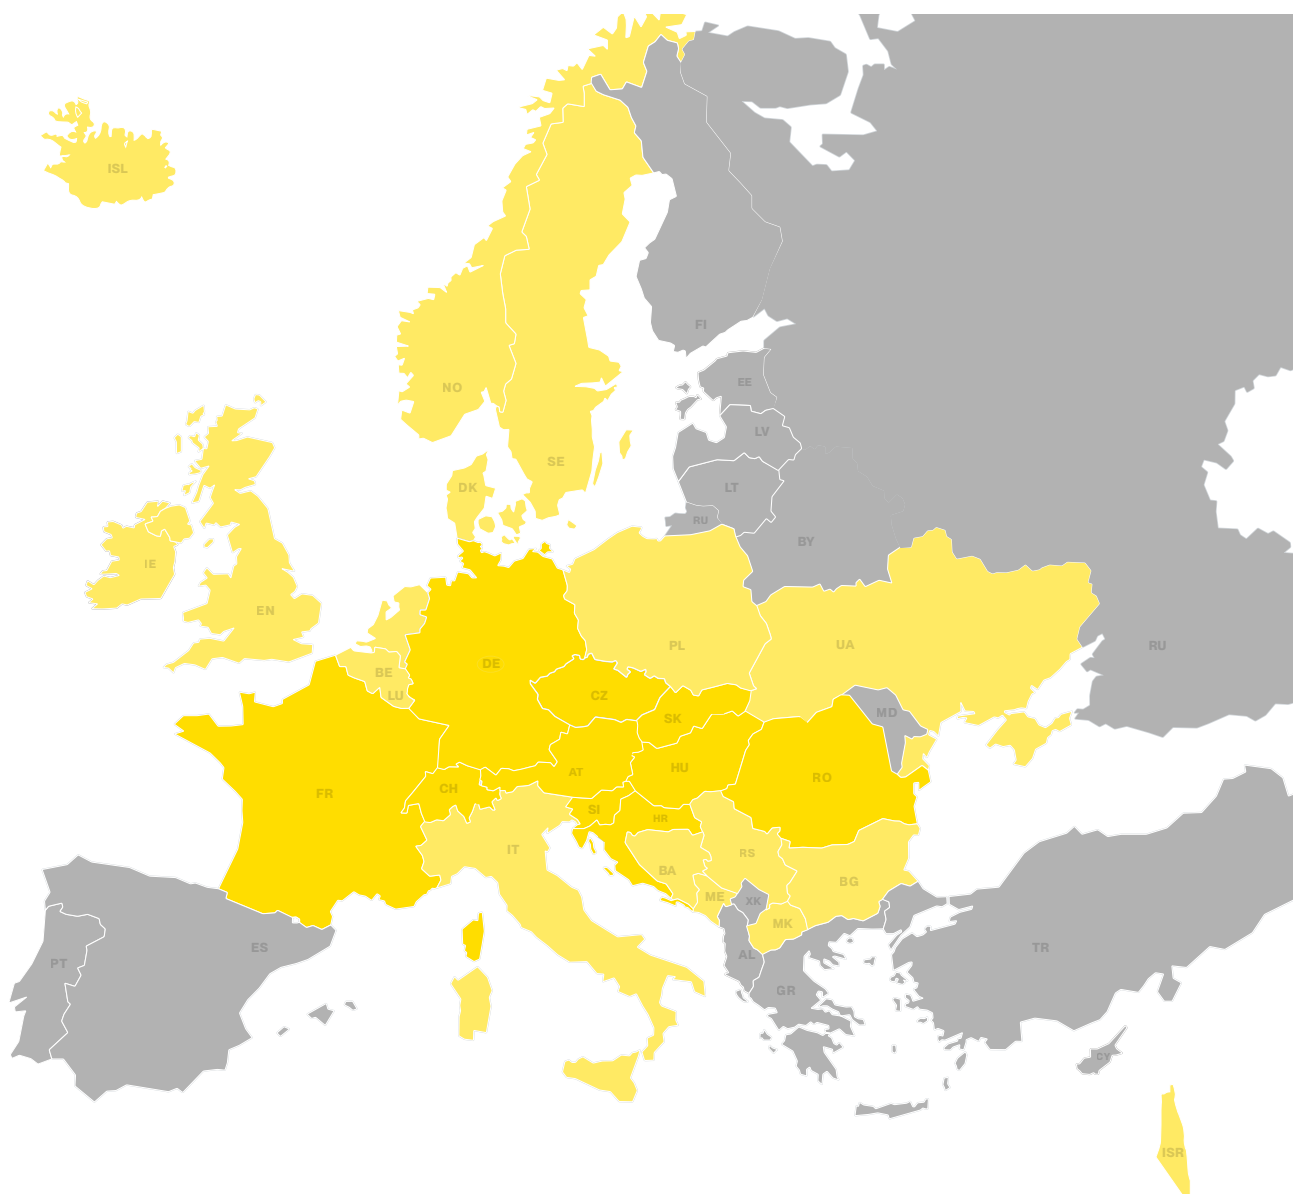 ISL
FI
EE
NO
LV
SE
DK
LT
RU
BY
IE
EN
PL
UA
RU
DE
BE
LU
CZ
MD
SK
AT
HU
RO
CH
FR
SI
HR
IT
RS
BA
BG
ME
XK
MK
ES
TR
AL
PT
GR
CY
ISR